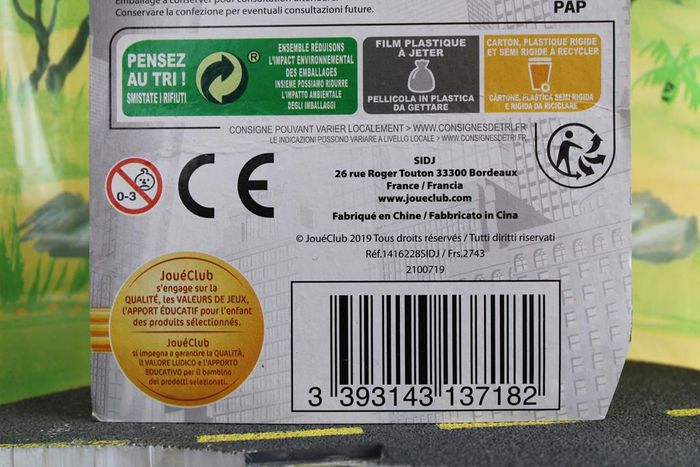 Emballage à conserver pour consultation ultérieure.
Conservare la confezione per eventuali consultazioni future.
PAP
PENSEZ
AU TRI !
SMISTATE I RIFIUTI
®
ENSEMBLE RÉDUISONS
L'IMPACT ENVIRONNEMENTAL
DES EMBALLAGES
INSIEME POSSIAMO RIDURRE
L'IMPATTO AMBIENTALE
DEGLI IMBALLAGGI
FILM PLASTIQUE
À JETER
PELLICOLA IN PLASTICA
DA GETTARE
CARTON, PLASTIQUE RIGIDE
ET SEMI RIGIDE À RECYCLER
CARTONE, PLASTICA SEMI-RIGIDA
E RIGIDA DA RICICLARE
CONSIGNE POUVANT VARIER LOCALEMENT > WWW.CONSIGNESDETRI.FR
LE INDICAZIONI POSSONO VARIARE A LIVELLO LOCALE > WWW.CONSIGNESDETRI.FR
0-3
CE
SIDJ
26 rue Roger Touton 33300 Bordeaux
France / Francia
www.joueclub.com
Fabriqué en Chine / Fabbricato in Cina
© JouéClub 2019 Tous droits réservés / Tutti diritti riservati
Réf.1416228SIDJ / Frs.2743
2100719
JouéClub
s'engage sur la
QUALITÉ, les VALEURS DE JEUX,
L'APPORT ÉDUCATIF pour l'enfant
des produits sélectionnés.
JouéClub
si impegna a garantire la QUALITÀ,
il VALORE LUDICO e l'APPORTO
EDUCATIVO per il bambino
dei prodotti selezionati.
3 393143 137182